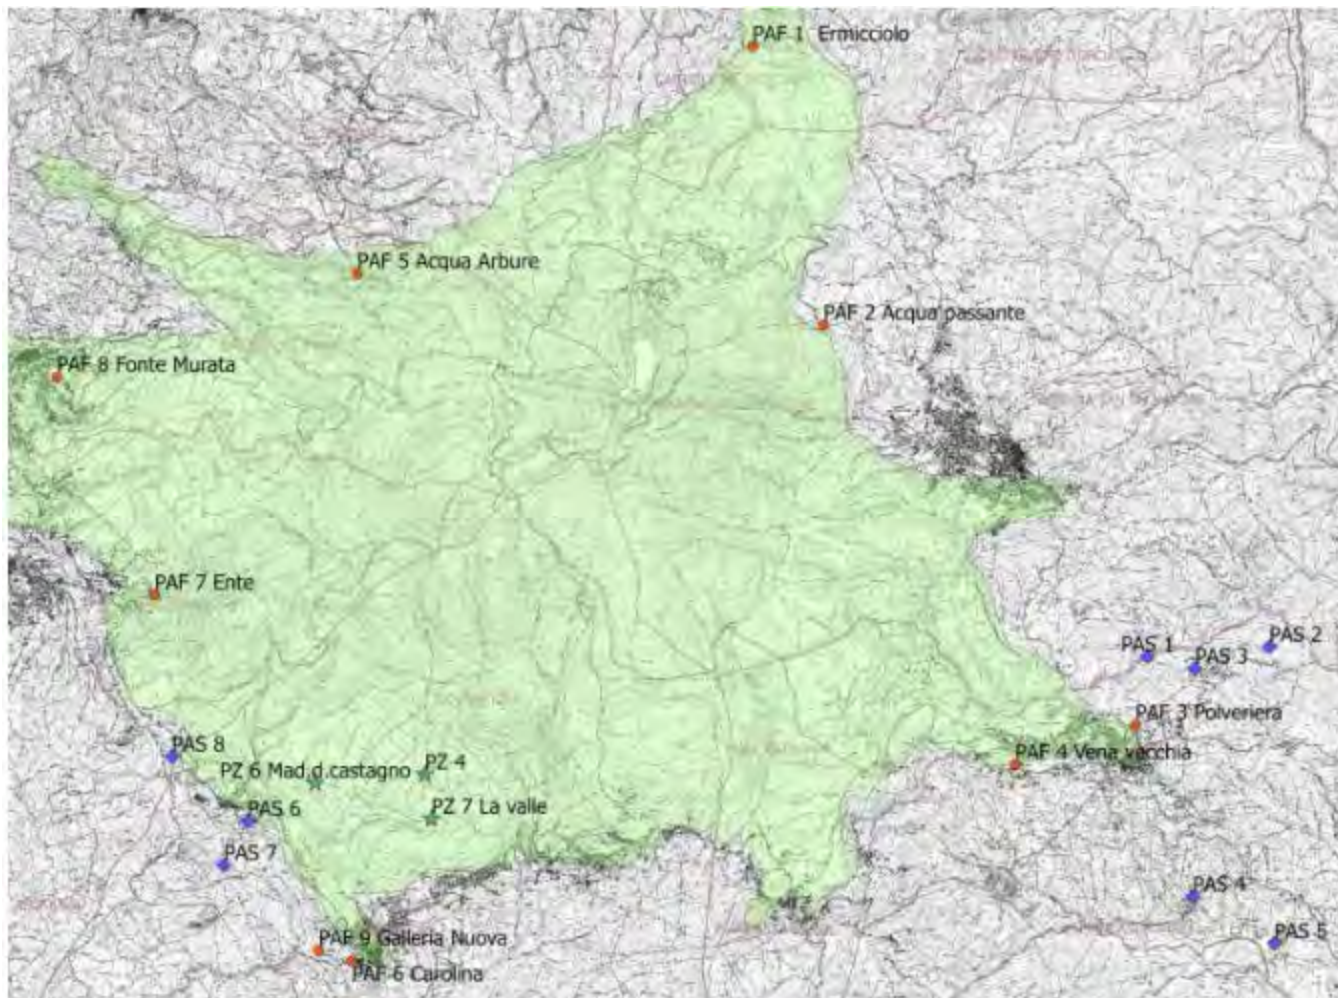 PAF 1 Ermicciolo
PAF 5 Acqua Arbure
PAF 2 Acqua passante
PAF 8 Fonte Murata
PAF 7 Ente
PAS 1
PAS 2
PAS 3
PAF 3 Polveriera
PAF 4 Vena vecchia
PAS 8
PZ 6 Mad.d.castagno
PZ 4
PAS 6
PZ 7 La valle
PAS 7
PAS 4
PAF 9 Galleria Nuova
PAS 5
PAF 6 Carolina